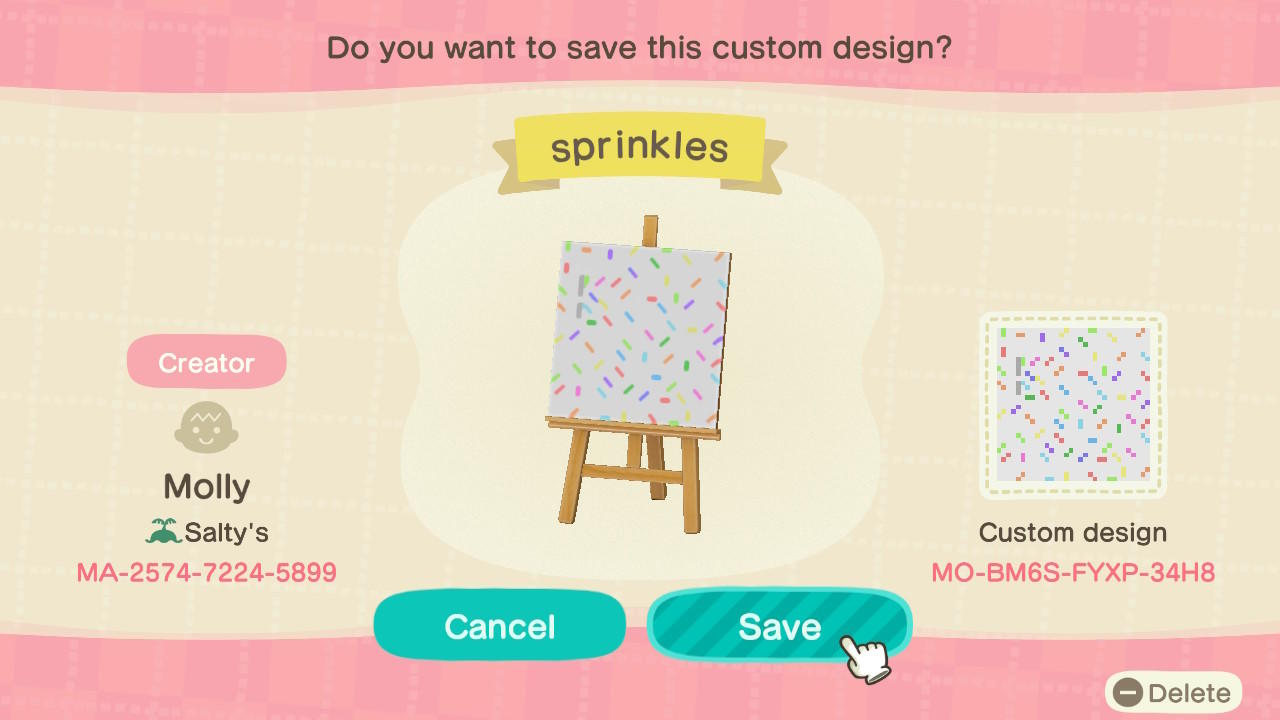 Do you want to save this custom design?
sprinkles
Creator
Molly
Salty's
MA-2574-7224-5899
Custom design
MO-BM6S-FYXP-34H8
Cancel
Save
Delete